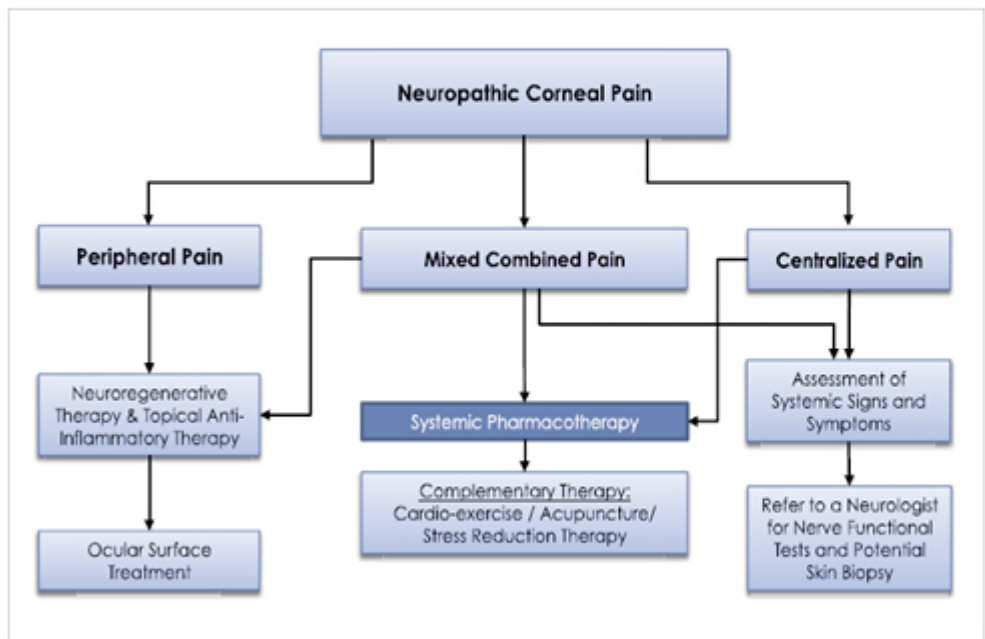 Neuropathic Corneal Pain
Peripheral Pain
Mixed Combined Pain
Centralized Pain
Neuroregenerative
Therapy & Topical Anti-
Inflammatory Therapy
Systemic Pharmacotherapy
Assessment of
Systemic Signs and
Symptoms
Complementary Therapy:
Cardio-exercise / Acupuncture/
Stress Reduction Therapy
Ocular Surface
Treatment
Refer to a Neurologist
for Nerve Functional
Tests and Potential
Skin Biopsy